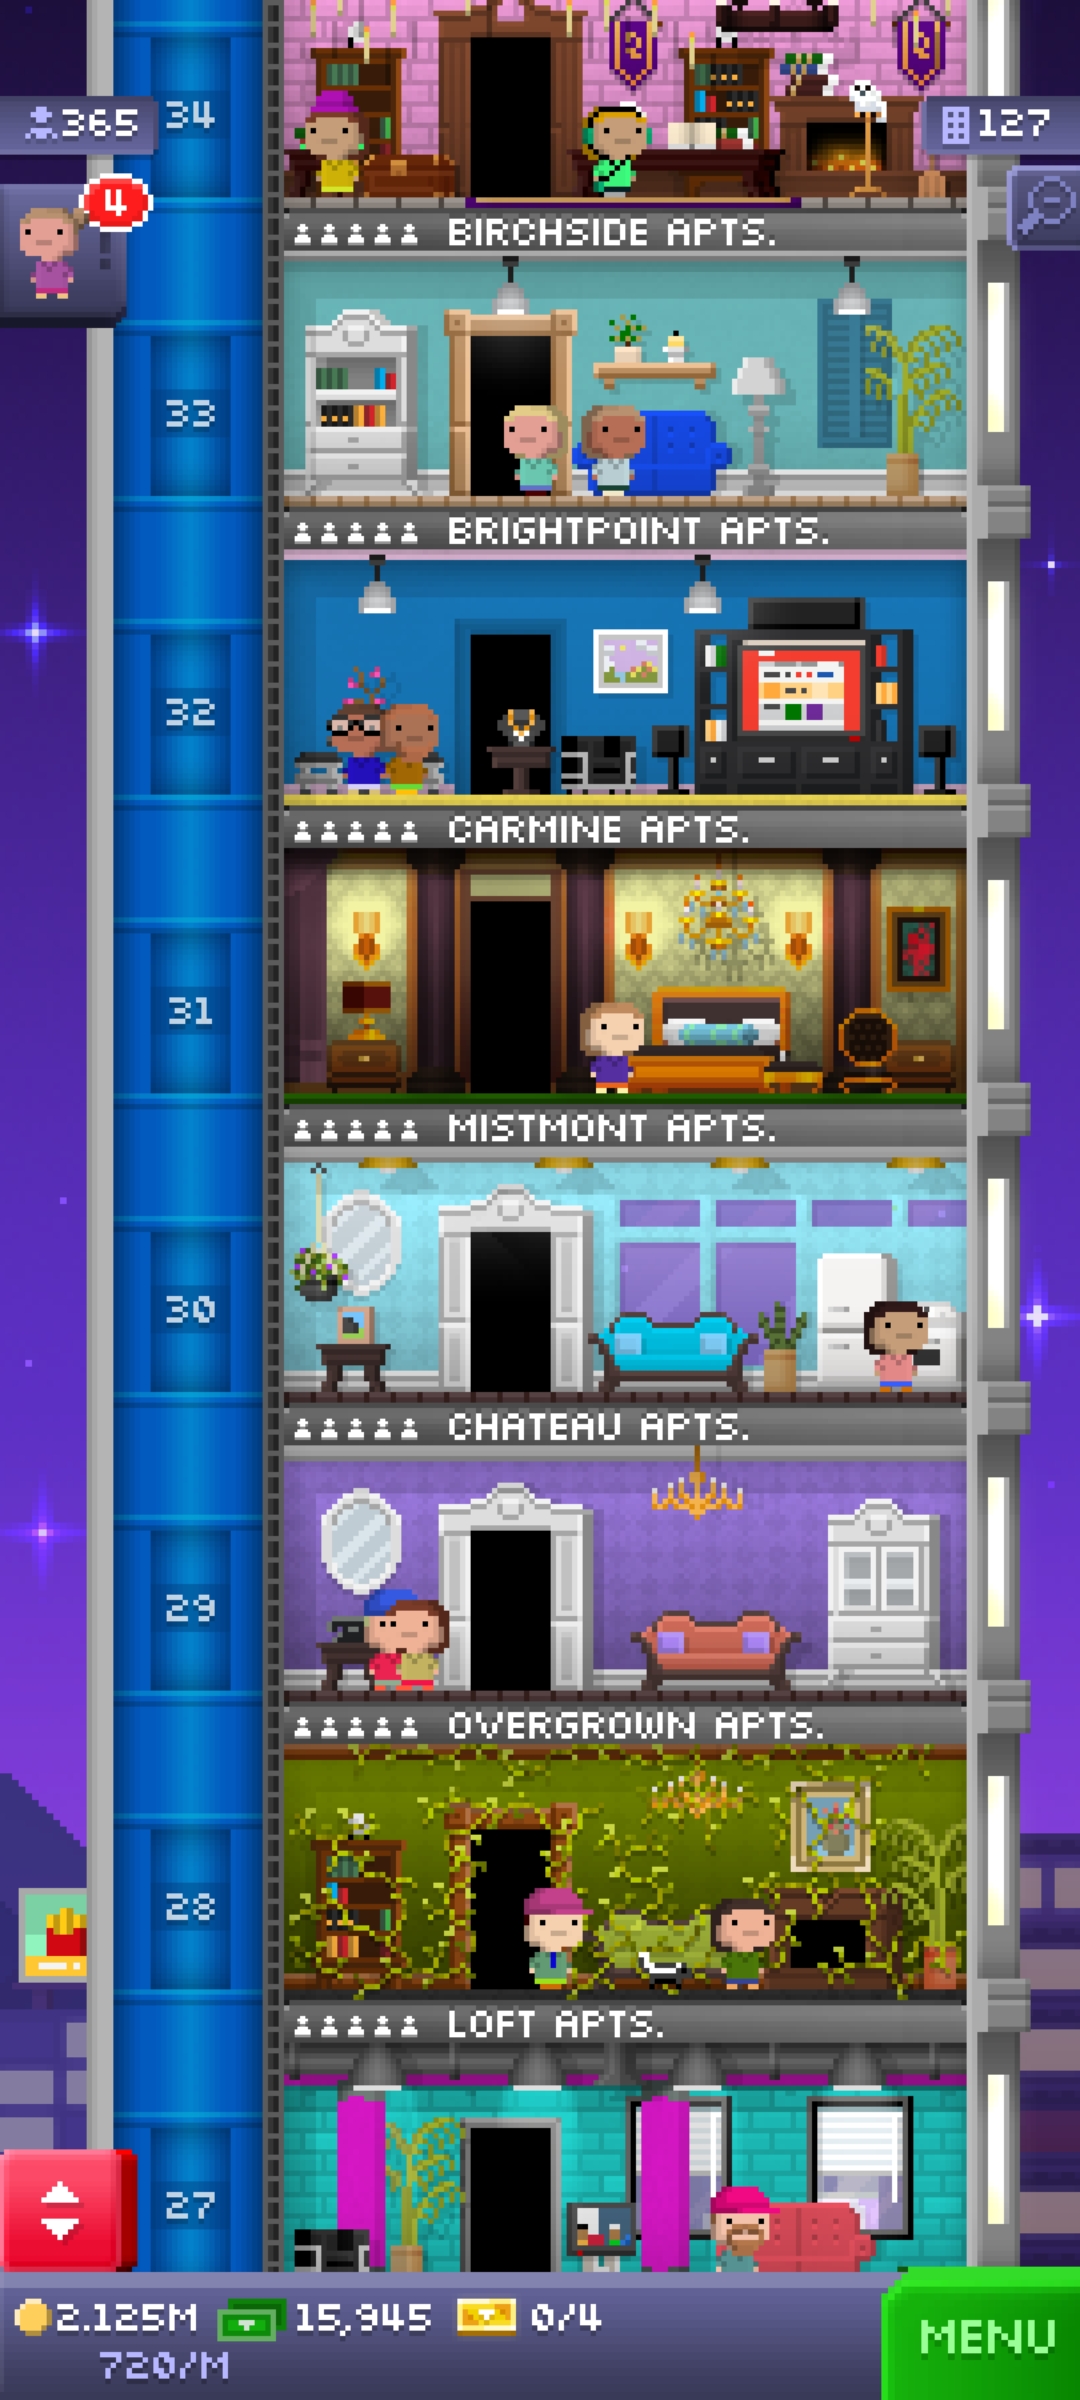 34
365
127
4
BIRCHSIDE APTS.
33
BRIGHTPOINT APTS.
32
CARMINE APTS.
31
MISTMONT APTS.
30
CHATEAU APTS.
29
OVERGROWN APTS.
28
LOFT APTS.
27
2.125M 15,945 0/4
720/M
MENU